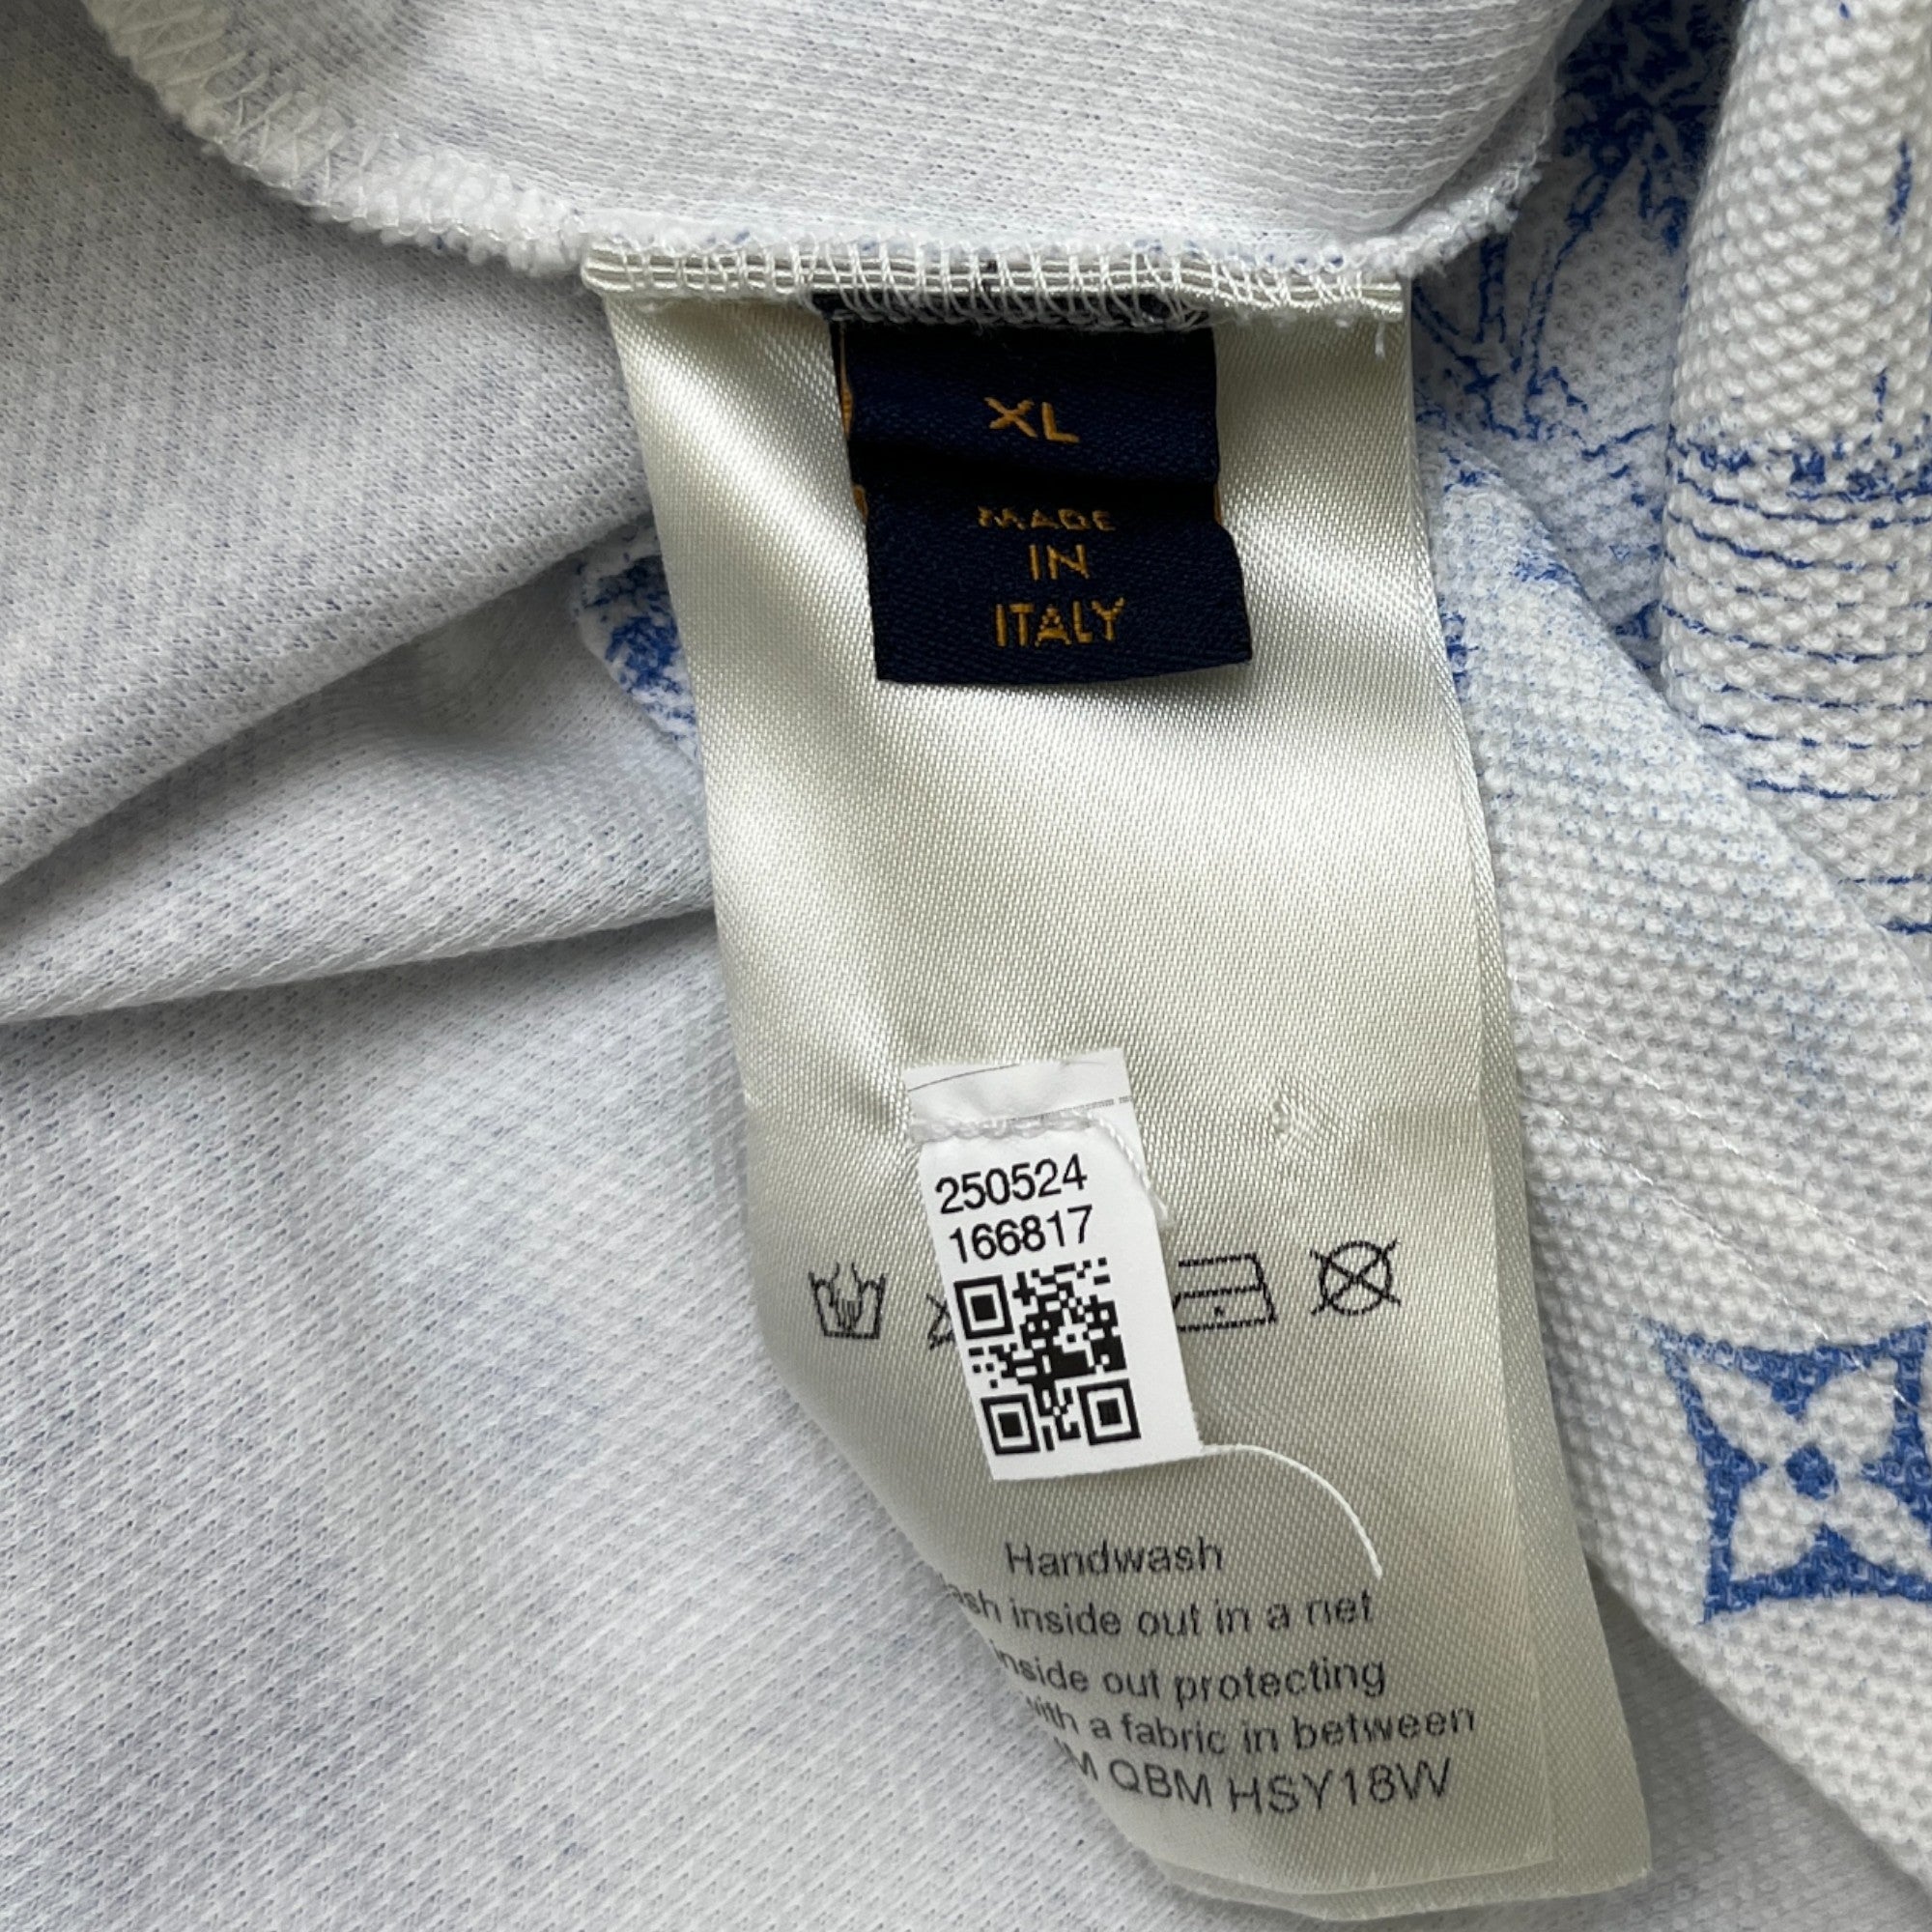 XL
MADE
IN
ITALY
250524
166817
Handwash
inside out in a net
inside out protecting
with a fabric in between
QBM HSY18W